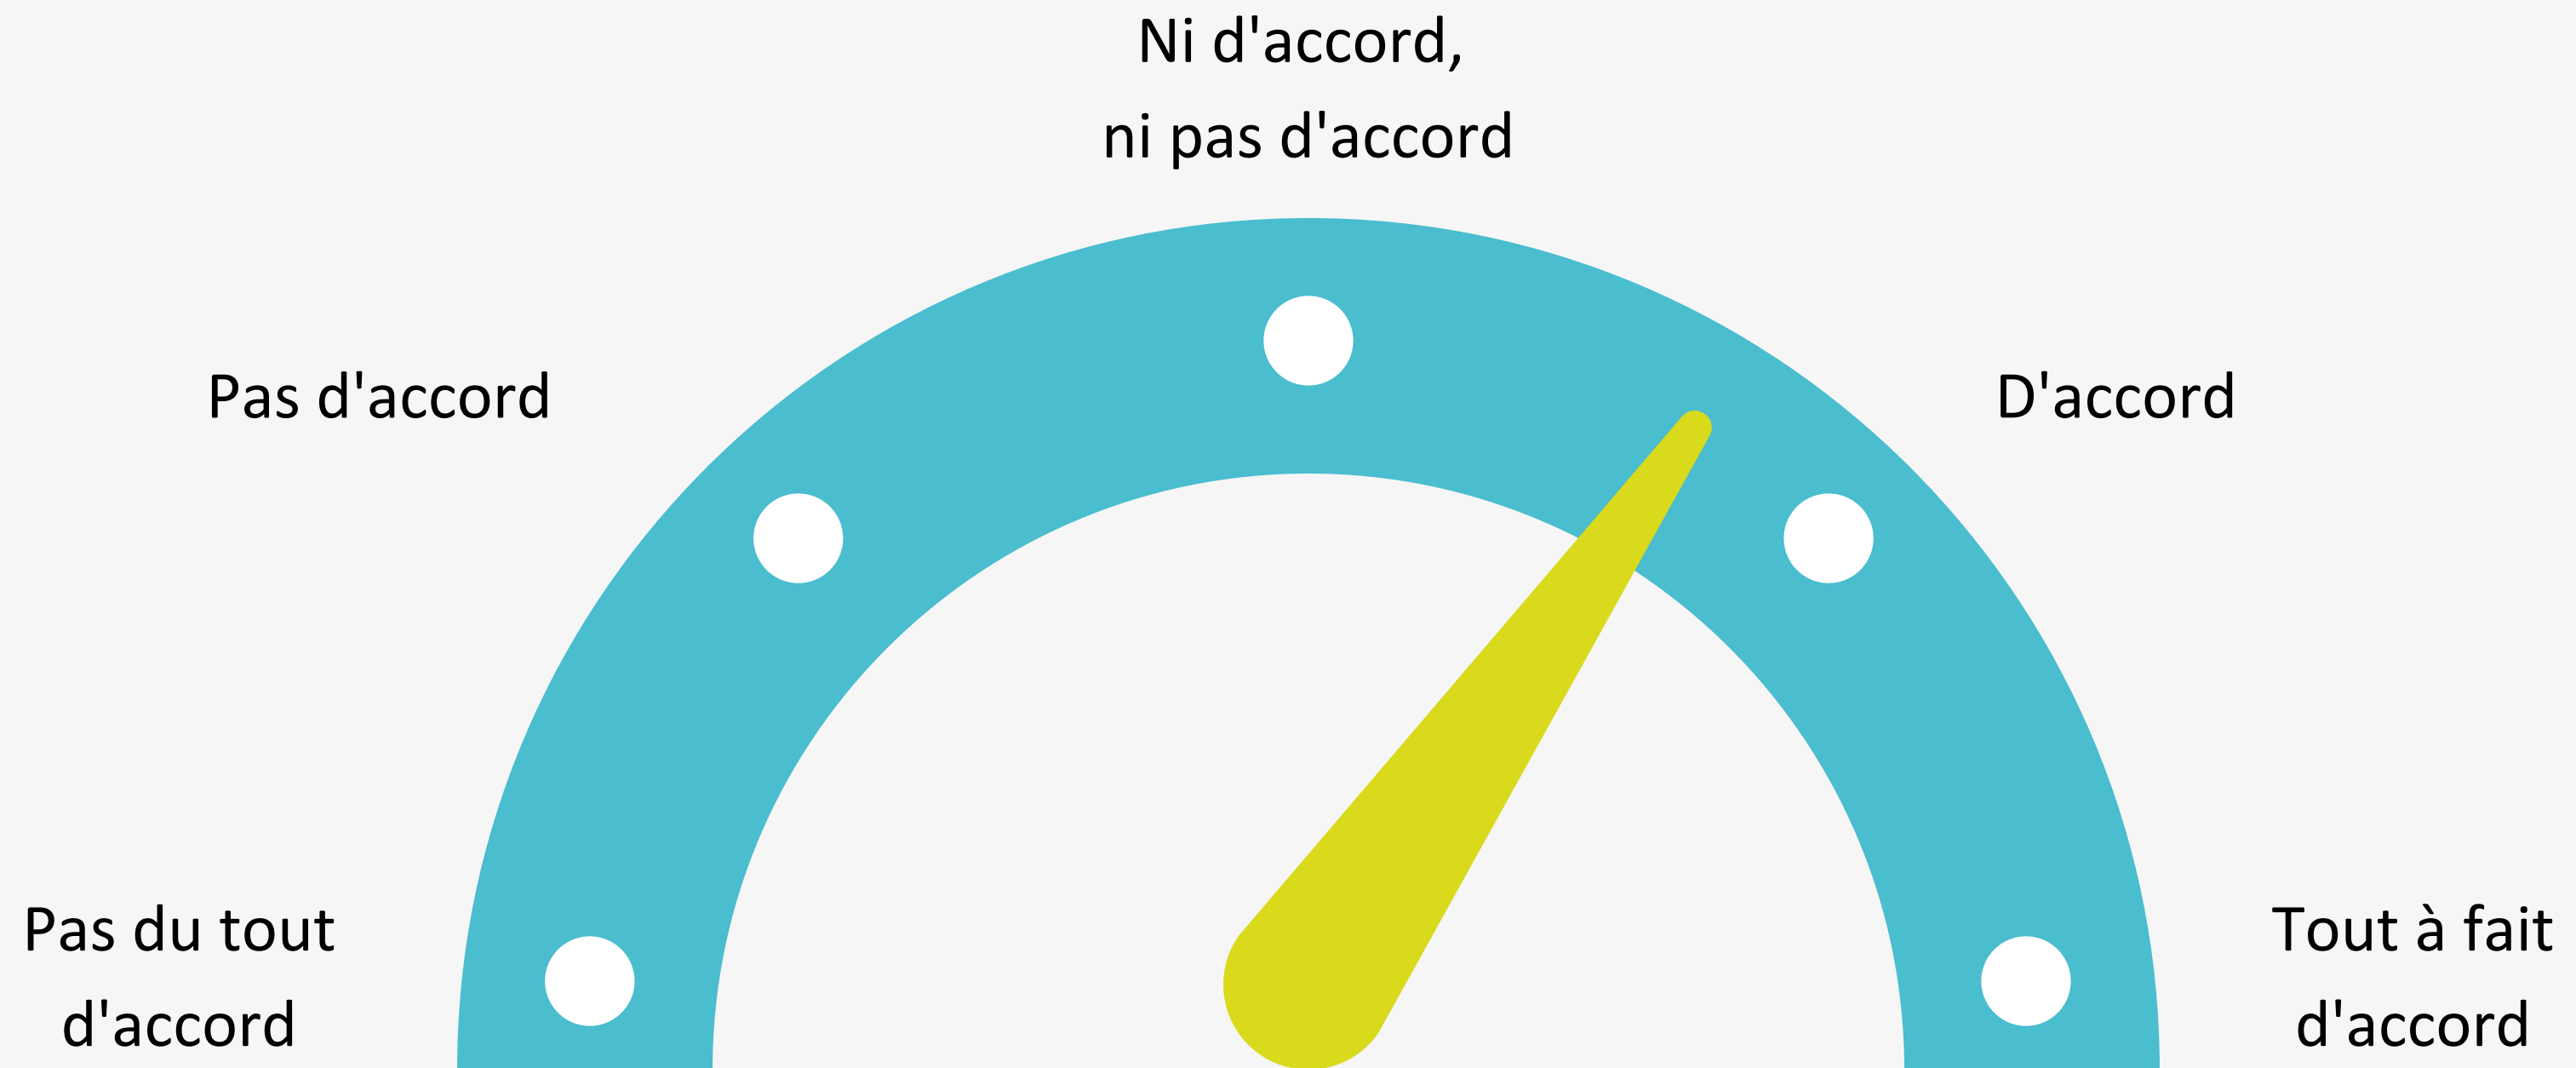 Ni d'accord,
ni pas d'accord
Pas d'accord
D'accord
Pas du tout
d'accord
Tout à fait
d'accord